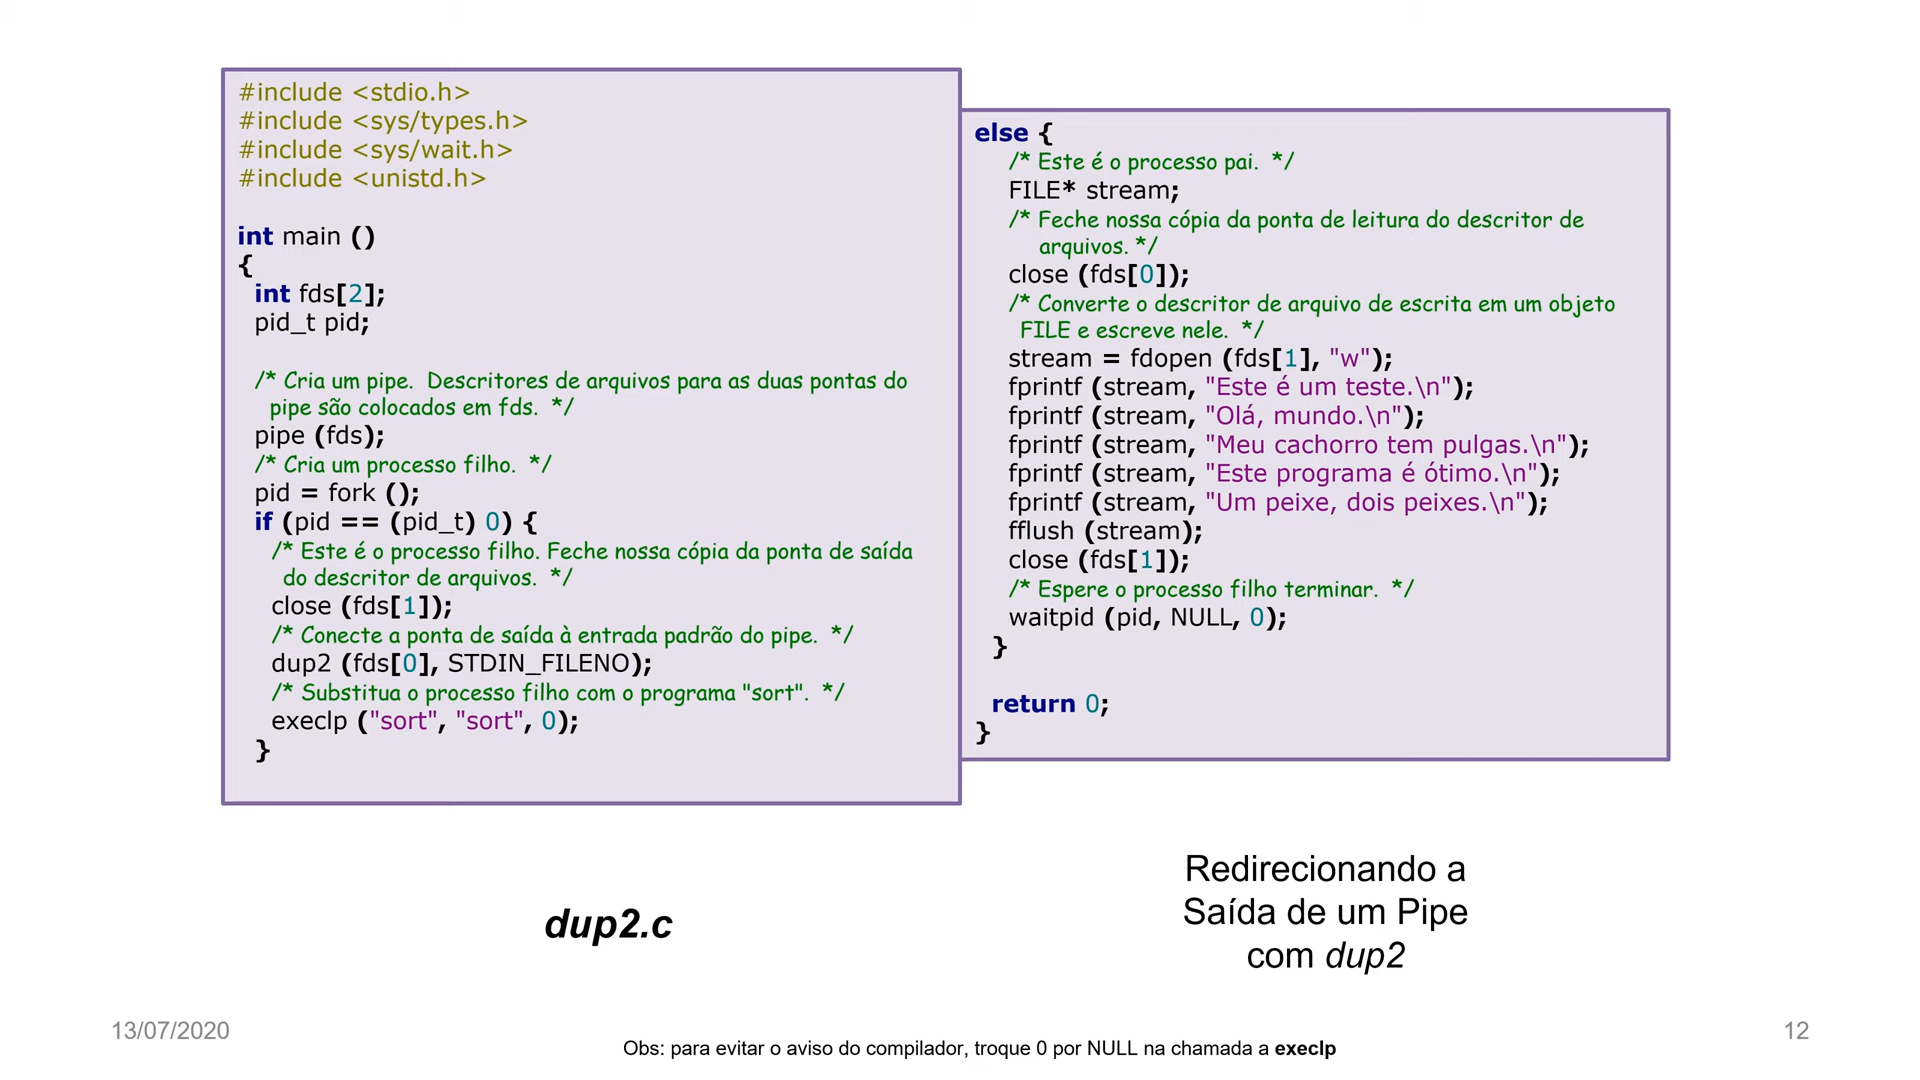 #include <stdio.h>
#include <sys/types.h>
#include <sys/wait.h>
#include <unistd.h>
int main ()
{
int fds[2];
pid_t pid;
/* Cria um pipe.  Descritores de arquivos para as duas pontas do
pipe são colocados em fds.  */
pipe (fds);
/* Cria um processo filho.  */
pid = fork ();
if (pid == (pid_t) 0) {
/* Este é o processo filho. Feche nossa cópia da ponta de saída
do descritor de arquivos.  */
close (fds[1]);
/* Conecte a ponta de saída à entrada padrão do pipe.  */
dup2 (fds[0], STDIN_FILENO);
/* Substitua o processo filho com o programa "sort".  */
execlp ("sort", "sort", 0);
}
else {
/* Este é o processo pai.  */
FILE* stream;
/* Feche nossa cópia da ponta de leitura do descritor de
arquivos. */
close (fds[0]);
/* Converte o descritor de arquivo de escrita em um objeto
FILE e escreve nele.  */
stream = fdopen (fds[1], "w");
fprintf (stream, "Este é um teste.\n");
fprintf (stream, "Olá, mundo.\n");
fprintf (stream, "Meu cachorro tem pulgas.\n");
fprintf (stream, "Este programa é ótimo.\n");
fprintf (stream, "Um peixe, dois peixes.\n");
fflush (stream);
close (fds[1]);
/* Espere o processo filho terminar.  */
waitpid (pid, NULL, 0);
}
return 0;
}
dup2.c
Redirecionando a
Saída de um Pipe
com dup2
13/07/2020
Obs: para evitar o aviso do compilador, troque 0 por NULL na chamada a execlp
12